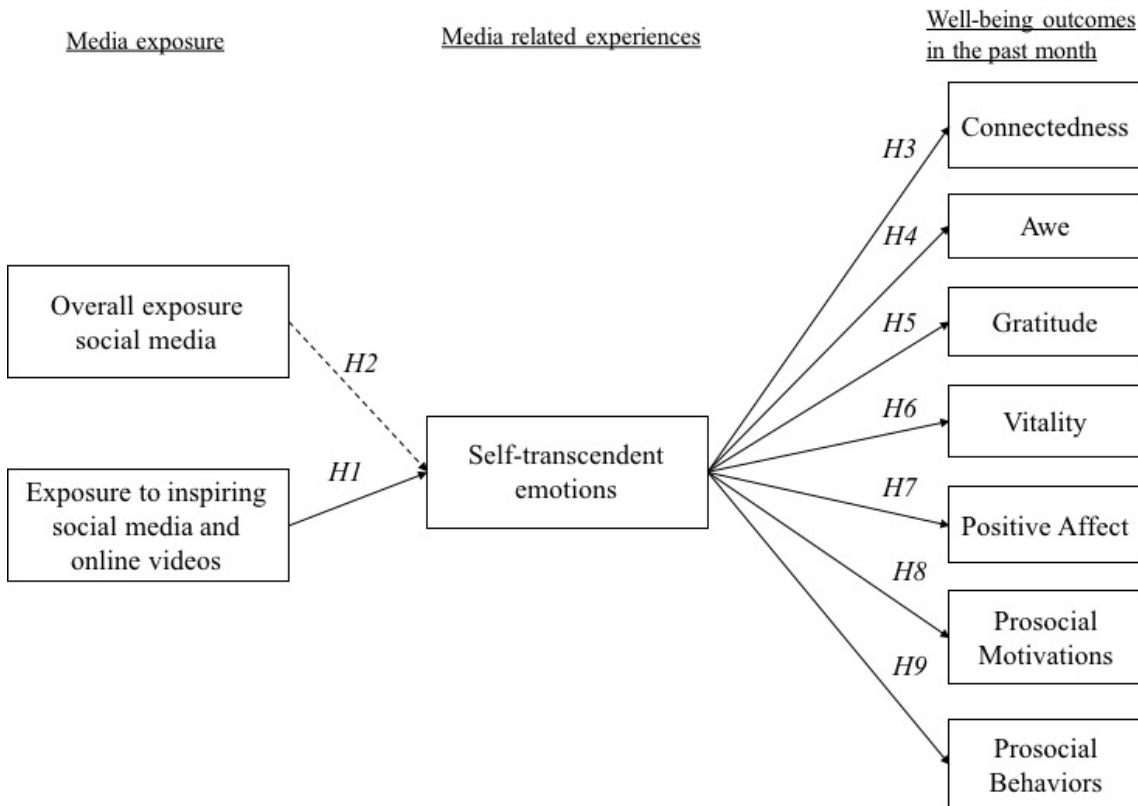 Media exposure
Media related experiences
Well-being outcomes
in the past month
Overall exposure
social media
Exposure to inspiring
social media and
online videos
H2
H1
Self-transcendent
emotions
H3
H4
H5
H6
H7
H8
H9
Connectedness
Awe
Gratitude
Vitality
Positive Affect
Prosocial
Motivations
Prosocial
Behaviors